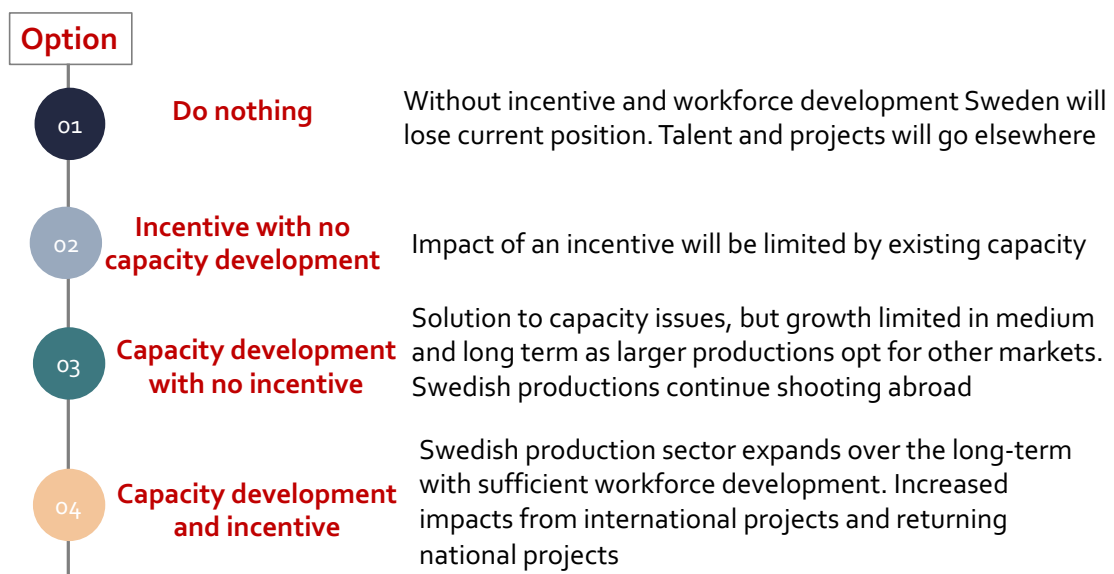 Option
01
Do nothing
Without incentive and workforce development Sweden will
lose current position. Talent and projects will go elsewhere
02
Incentive with no
capacity development
Impact of an incentive will be limited by existing capacity
03
Capacity development
with no incentive
Solution to capacity issues, but growth limited in medium
and long term as larger productions opt for other markets.
Swedish productions continue shooting abroad
04
Capacity development
and incentive
Swedish production sector expands over the long-term
with sufficient workforce development. Increased
impacts from international projects and returning
national projects